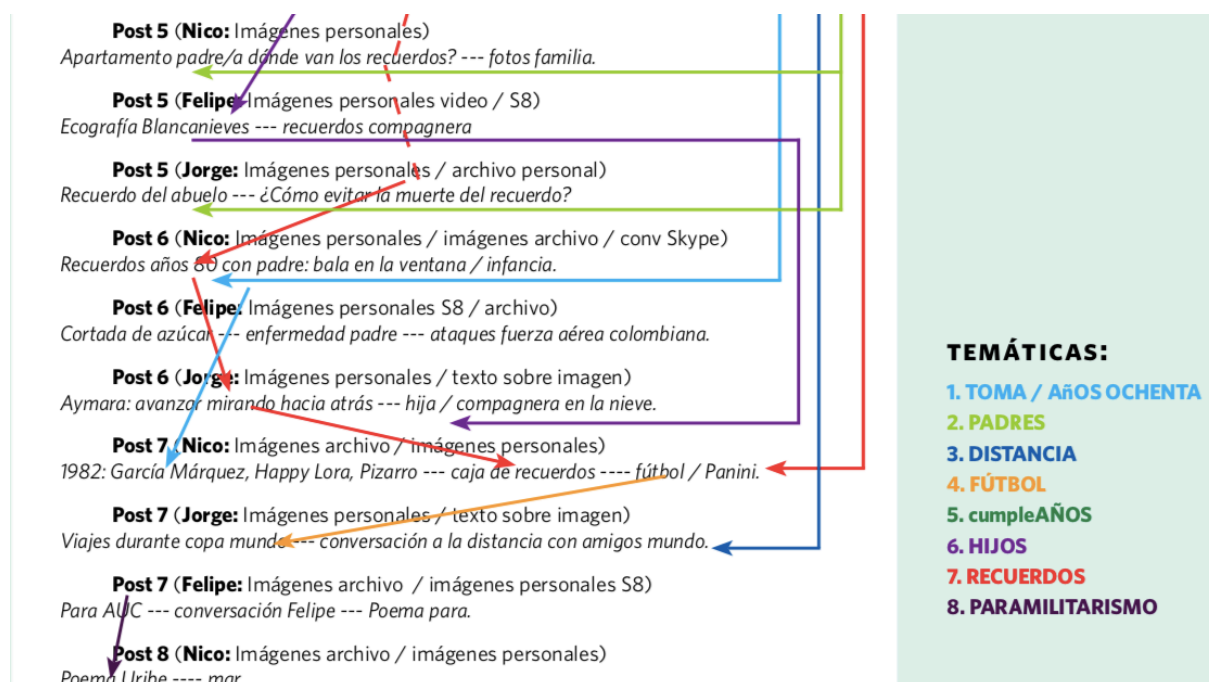 Post 5 (Nico: Imágenes personales)
Apartamento padre/a dónde van los recuerdos? --- fotos familia.
Post 5 (Felipe: Imágenes personales video / S8)
Ecografía Blancanieves --- recuerdos compagnera
Post 5 (Jorge: Imágenes personales / archivo personal)
Recuerdo del abuelo --- ¿Cómo evitar la muerte del recuerdo?
Post 6 (Nico: Imágenes personales / imágenes archivo / conv Skype)
Recuerdos años 80 con padre: bala en la ventana / infancia.
Post 6 (Felipe: Imágenes personales S8 / archivo)
Cortada de azúcar --- enfermedad padre --- ataques fuerza aérea colombiana.
Post 6 (Jorge: Imágenes personales / texto sobre imagen)
Aymara: avanzar mirando hacia atrás --- hija / compagnera en la nieve.
Post 7 (Nico: Imágenes archivo / imágenes personales)
1982: García Márquez, Happy Lora, Pizarro --- caja de recuerdos ---- fútbol / Panini.
Post 7 (Jorge: Imágenes personales / texto sobre imagen)
Viajes durante copa mundo --- conversación a la distancia con amigos mundo.
Post 7 (Felipe: Imágenes archivo / imágenes personales S8)
Para AUC --- conversación Felipe --- Poema para.
Post 8 (Nico: Imágenes archivo / imágenes personales)
Poema Uribe ---- mar
TEMÁTICAS:
1. TOMA / AñOS OCHENTA
2. PADRES
3. DISTANCIA
4. FÚTBOL
5. cumpleAÑOS
6. HIJOS
7. RECUERDOS
8. PARAMILITARISMO